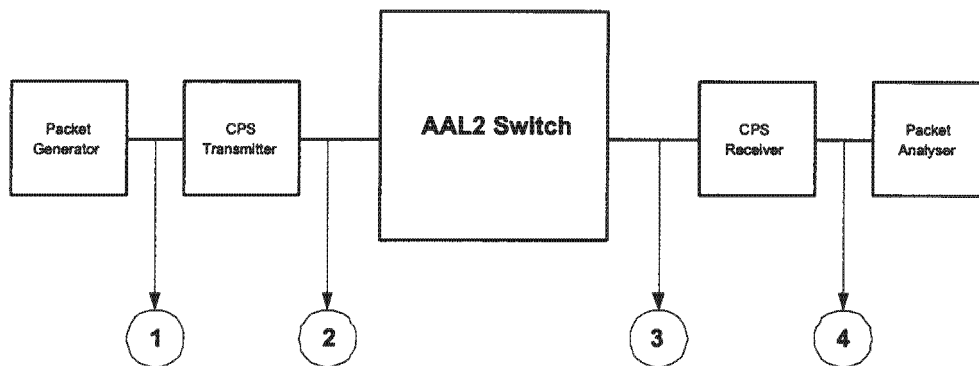 Packet
Generator
CPS
Transmitter
AAL2 Switch
CPS
Receiver
Packet
Analyser
1
2
3
4